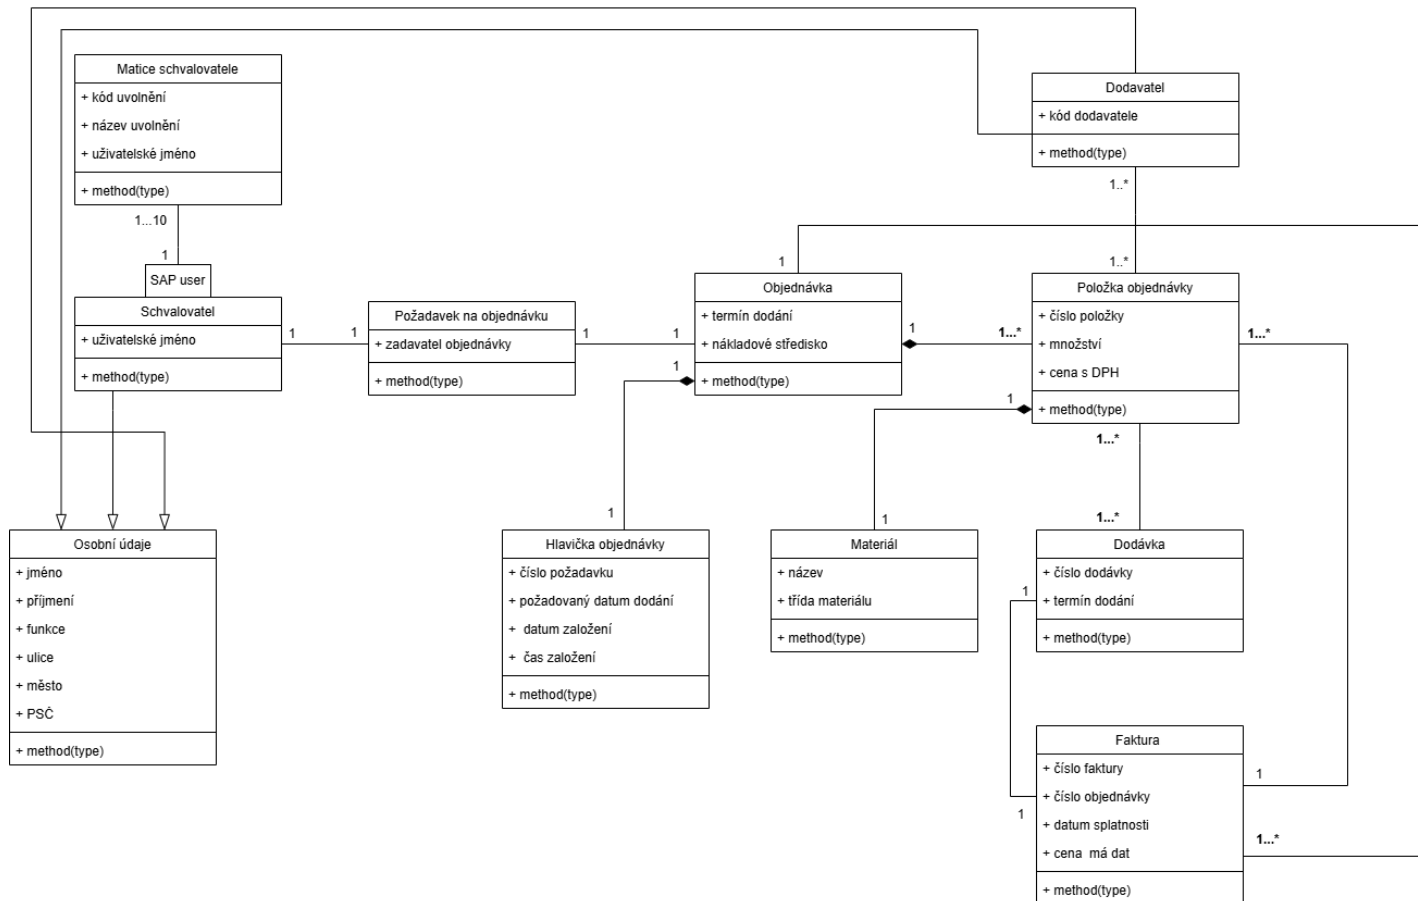 Matice schvalovatele
+ kód uvolnění
+ název uvolnění
+ uživatelské jméno
+ method(type)
1...10
1
SAP user
Schvalovatel
+ uživatelské jméno
+ method(type)
1
1
Požadavek na objednávku
+ zadavatel objednávky
+ method(type)
1
1
1
Objednávka
+ termín dodání
+ nákladové středisko
+ method(type)
1
1
1...*
Dodavatel
+ kód dodavatele
+ method(type)
1..*
1..*
Položka objednávky
+ číslo položky
+ množství
+ cena s DPH
+ method(type)
1...*
1
1...*
1
1
1...*
Osobní údaje
+ jméno
+ příjmení
+ funkce
+ ulice
+ město
+ PSČ
+ method(type)
Hlavička objednávky
+ číslo požadavku
+ požadovaný datum dodání
+  datum založení
+  čas založení
+ method(type)
Materiál
+ název
+ třída materiálu
+ method(type)
Dodávka
+ číslo dodávky
+ termín dodání
+ method(type)
1
1
Faktura
+ číslo faktury
+ číslo objednávky
+ datum splatnosti
+ cena  má dat
+ method(type)
1
1...*